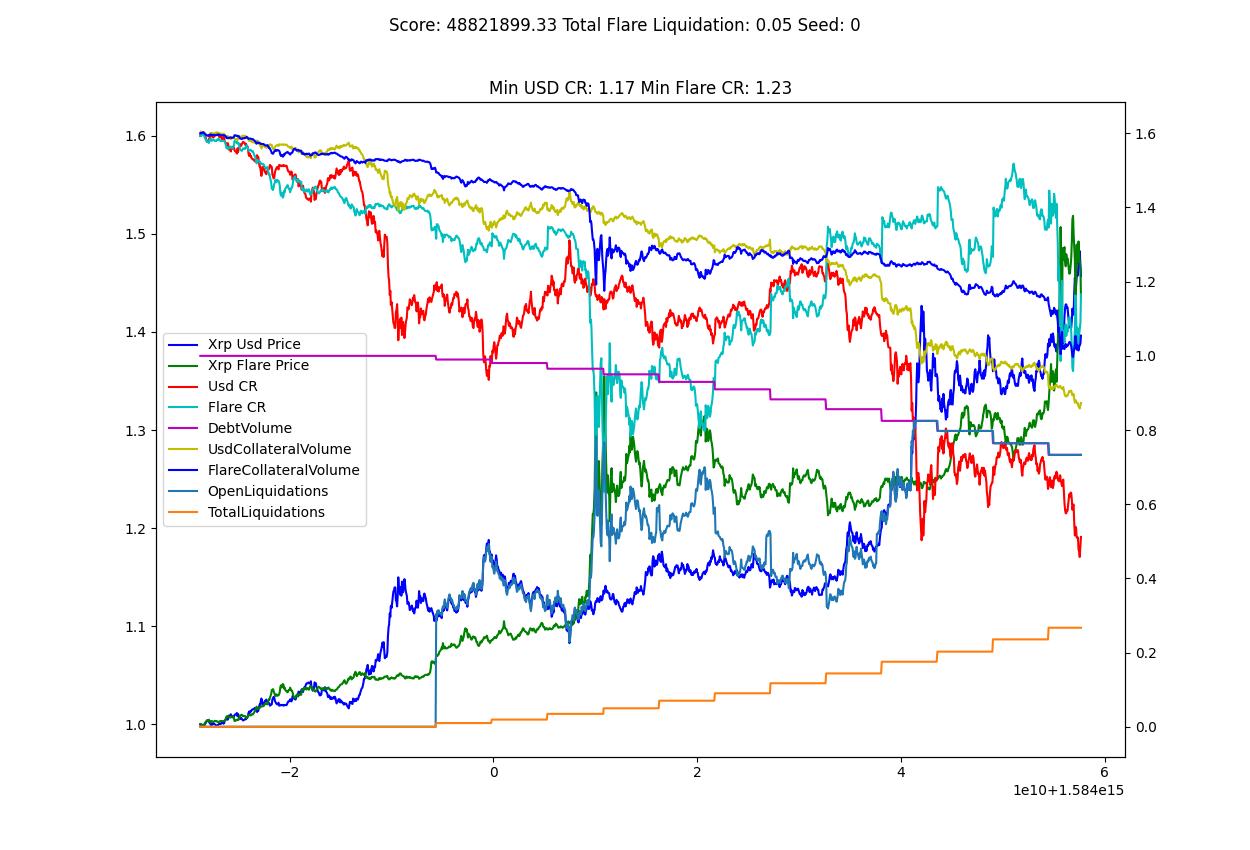 Score: 48821899.33 Total Flare Liquidation: 0.05 Seed: 0
Min USD CR: 1.17 Min Flare CR: 1.23
1.6
1.5
1.4
1.3
1.2
1.1
1.0
1.6
1.4
1.2
1.0
0.8
0.6
0.4
0.2
0.0
Xrp Usd Price
Xrp Flare Price
Usd CR
Flare CR
DebtVolume
UsdCollateralVolume
FlareCollateralVolume
OpenLiquidations
TotalLiquidations
−2 0 2 4 6
1e10+1.584e15